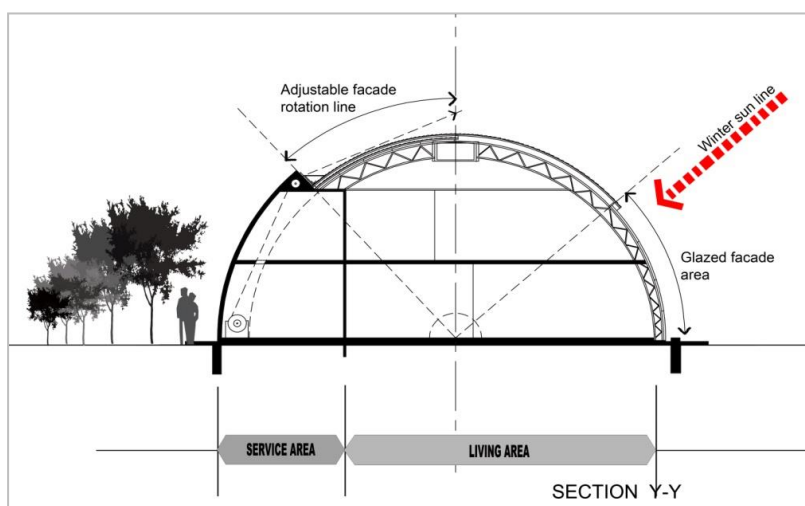 Adjustable facade
rotation line
Winter sun line
Glazed facade
area
SERVICE AREA
LIVING AREA
SECTION Y-Y